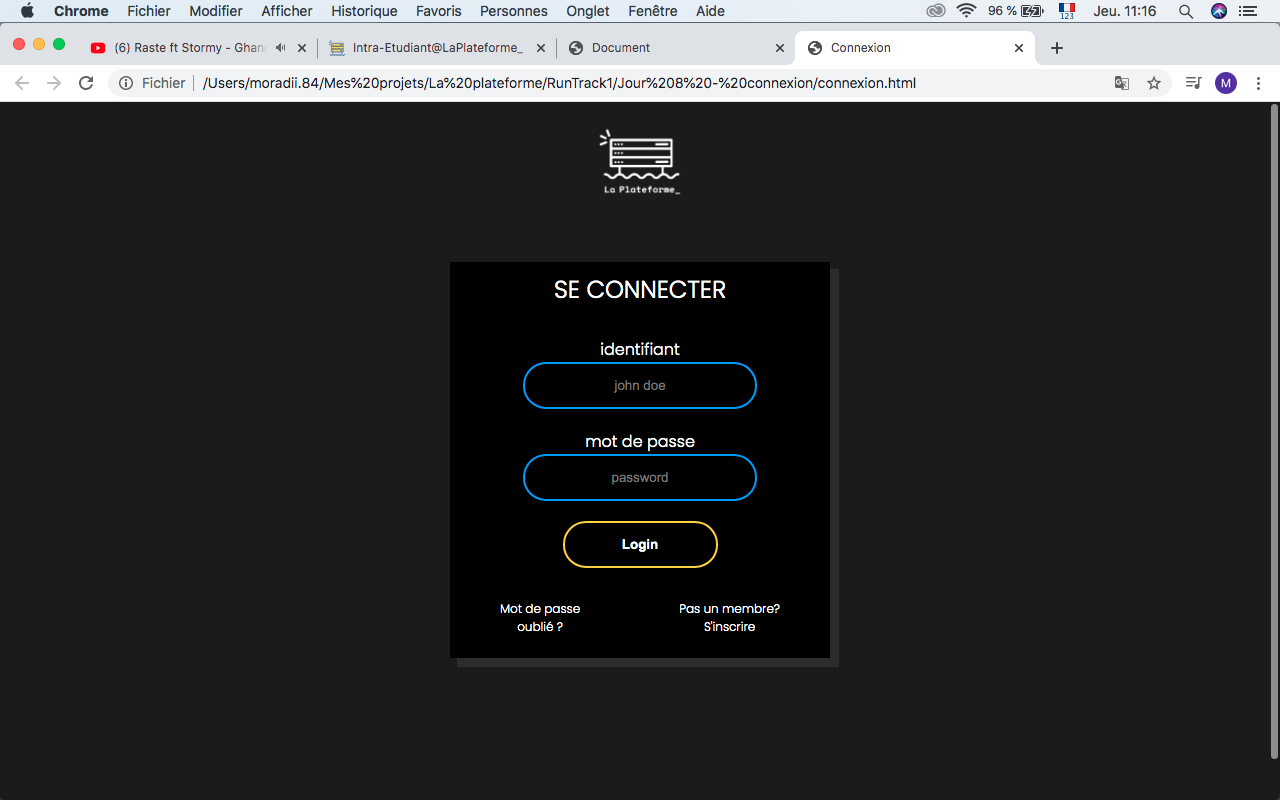 Chrome Fichier Modifier Afficher Historique Favoris Personnes Onglet Fenêtre Aide 96 % 123 Jeu. 11:16
(6) Raste ft Stormy - Ghan Intra-Etudiant@LaPlateforme_ Document Connexion
Fichier /Users/moradii.84/Mes%20projets/La%20plateforme/RunTrack1/Jour%208%20-%20connexion/connexion.html M
La Plateforme_
SE CONNECTER
identifiant
john doe
mot de passe
password
Login
Mot de passe Pas un membre?
oublié ? S'inscrire